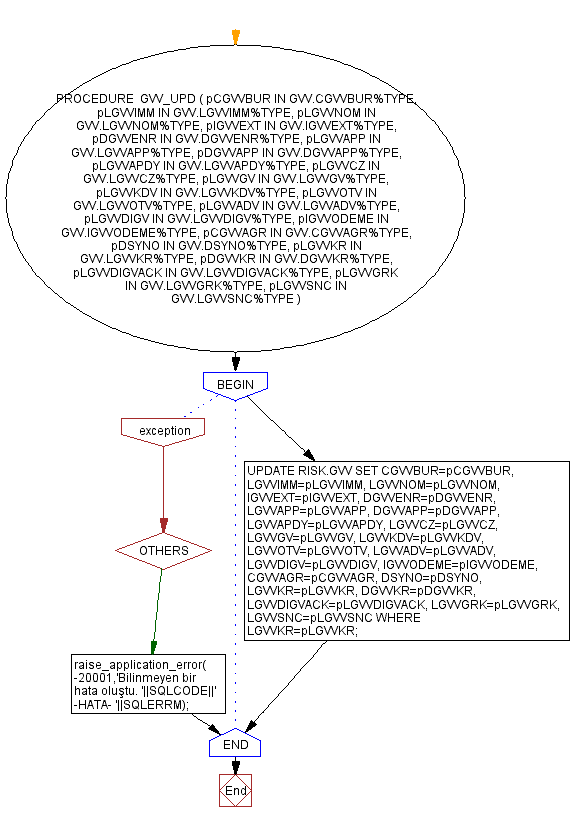 PROCEDURE GVV_UPD ( pCGVVBUR IN GVV.CGVVBUR%TYPE,
pLGVVIMM IN GVV.LGVVIMM%TYPE, pLGVVNOM IN
GVV.LGVVNOM%TYPE, pIGVVEXT IN GVV.IGVVEXT%TYPE,
pDGVVENR IN GVV.DGVVENR%TYPE, pLGVVAPP IN
GVV.LGVVAPP%TYPE, pDGVVAPP IN GVV.DGVVAPP%TYPE,
pLGVVAPDY IN GVV.LGVVAPDY%TYPE, pLGVVCZ IN
GVV.LGVVCZ%TYPE, pLGVVGV IN GVV.LGVVGV%TYPE,
pLGVVKDV IN GVV.LGVVKDV%TYPE, pLGVVOTV IN
GVV.LGVVOTV%TYPE, pLGVVADV IN GVV.LGVVADV%TYPE,
pLGVVDIGV IN GVV.LGVVDIGV%TYPE, pIGVVODEME IN
GVV.IGVVODEME%TYPE, pCGVVAGR IN GVV.CGVVAGR%TYPE,
pDSYNO IN GVV.DSYNO%TYPE, pLGVVKR IN
GVV.LGVVKR%TYPE, pDGVVKR IN GVV.DGVVKR%TYPE,
pLGVVDIGVACK IN GVV.LGVVDIGVACK%TYPE, pLGVVGRK
IN GVV.LGVVGRK%TYPE, pLGVVSNC IN
GVV.LGVVSNC%TYPE )
BEGIN
exception
UPDATE RISK.GVV SET CGVVBUR=pCGVVBUR,
LGVVIMM=pLGVVIMM, LGVVNOM=pLGVVNOM,
IGVVEXT=pIGVVEXT, DGVVENR=pDGVVENR,
LGVVAPP=pLGVVAPP, DGVVAPP=pDGVVAPP,
LGVVAPDY=pLGVVAPDY, LGVVCZ=pLGVVCZ,
LGVVGV=pLGVVGV, LGVVKDV=pLGVVKDV,
LGVVOTV=pLGVVOTV, LGVVADV=pLGVVADV,
LGVVDIGV=pLGVVDIGV, IGVVODEME=pIGVVODEME,
CGVVAGR=pCGVVAGR, DSYNO=pDSYNO,
LGVVKR=pLGVVKR, DGVVKR=pDGVVKR,
LGVVDIGVACK=pLGVVDIGVACK, LGVVGRK=pLGVVGRK,
LGVVSNC=pLGVVSNC WHERE
LGVVKR=pLGVVKR;
OTHERS
raise_application_error(
-20001,'Bilinmeyen bir
hata oluştu. '||SQLCODE||'
-HATA- '||SQLERRM);
END
End